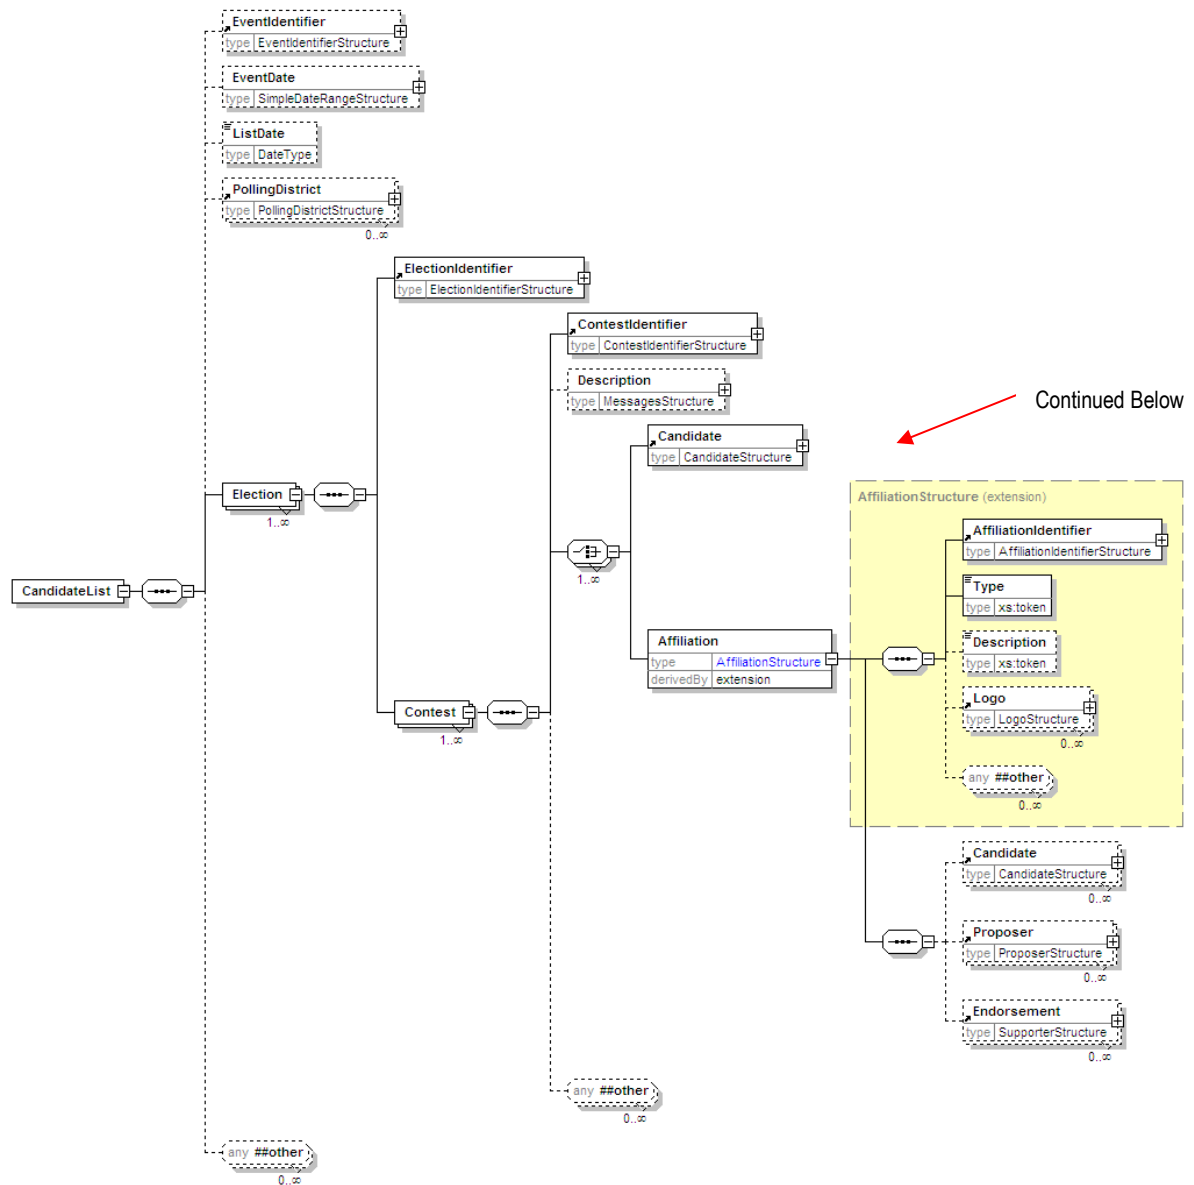 EventIdentifier
type EventIdentifierStructure
EventDate
type SimpleDateRangeStructure
ListDate
type DateType
PollingDistrict
type PollingDistrictStructure
0..∞
ElectionIdentifier
type ElectionIdentifierStructure
ContestIdentifier
type ContestIdentifierStructure
Description
type MessagesStructure
Continued Below
Candidate
type CandidateStructure
Election
1..∞
AffiliationStructure (extension)
AffiliationIdentifier
type AffiliationIdentifierStructure
1..∞
CandidateList
Type
type xs:token
Affiliation
type AffiliationStructure
derivedBy extension
Description
type xs:token
Contest
1..∞
Logo
type LogoStructure
0..∞
any ##other
0..∞
Candidate
type CandidateStructure
0..∞
Proposer
type ProposerStructure
0..∞
Endorsement
type SupporterStructure
0..∞
any ##other
0..∞
any ##other
0..∞